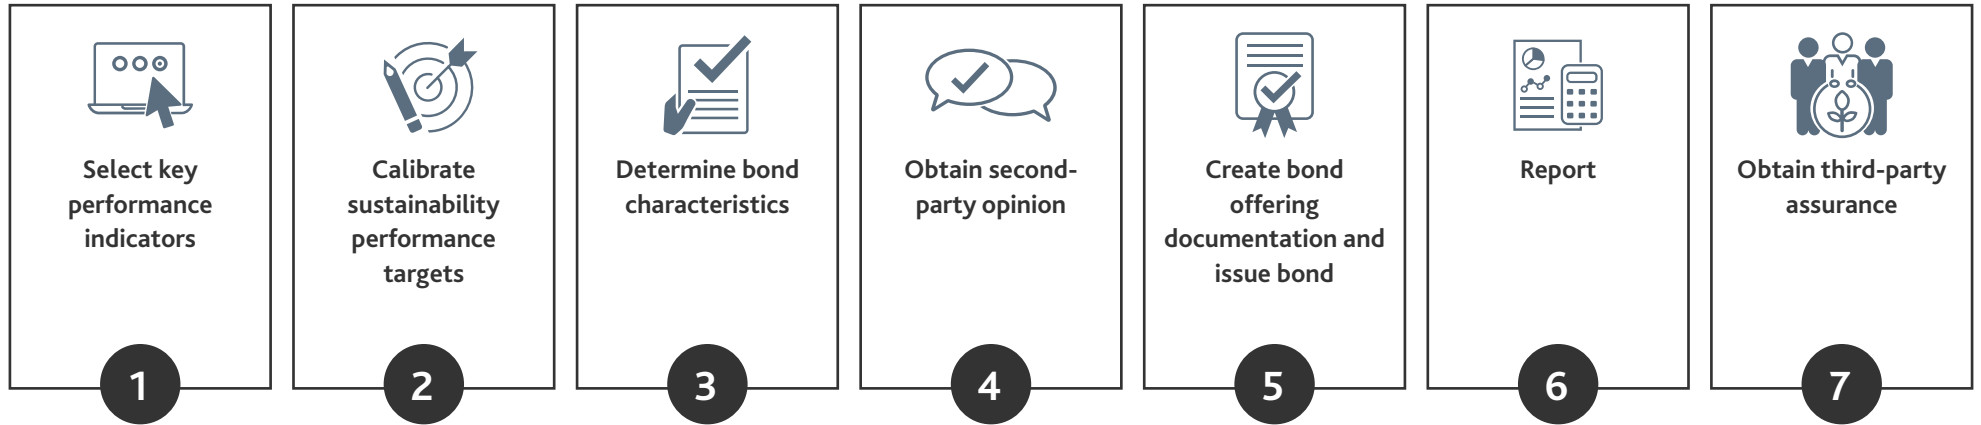 Select key
performance
indicators
1
Calibrate
sustainability
performance
targets
2
Determine bond
characteristics
3
Obtain second-
party opinion
4
Create bond
offering
documentation and
issue bond
5
Report
6
Obtain third-party
assurance
7